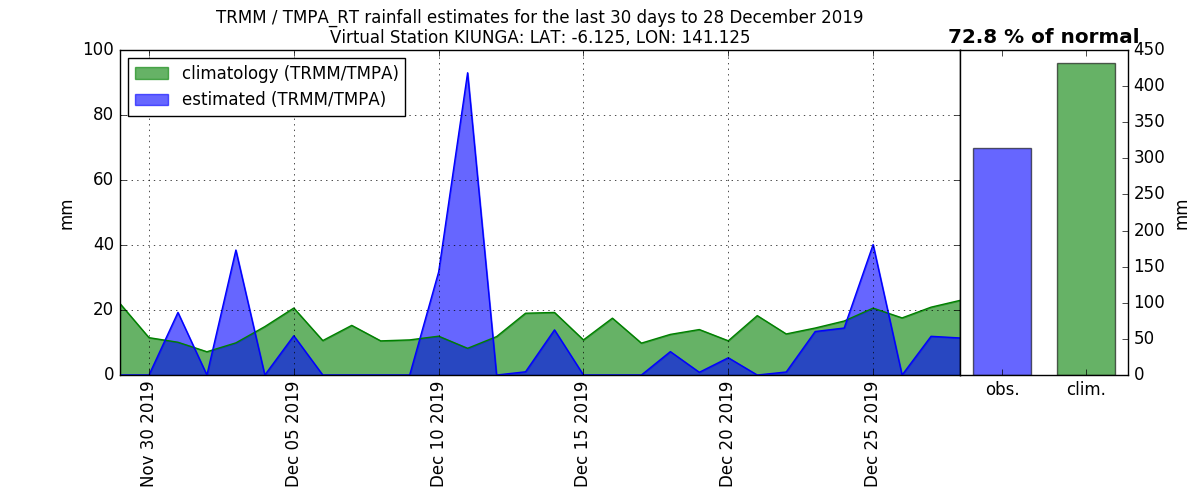 TRMM / TMPA_RT rainfall estimates for the last 30 days to 28 December 2019
Virtual Station KIUNGA: LAT: -6.125, LON: 141.125
72.8 % of normal
climatology (TRMM/TMPA)
estimated (TRMM/TMPA)
100
80
60
40
20
0
mm
Nov 30 2019
Dec 05 2019
Dec 10 2019
Dec 15 2019
Dec 20 2019
Dec 25 2019
450
400
350
300
250
200
150
100
50
0
mm
obs.
clim.